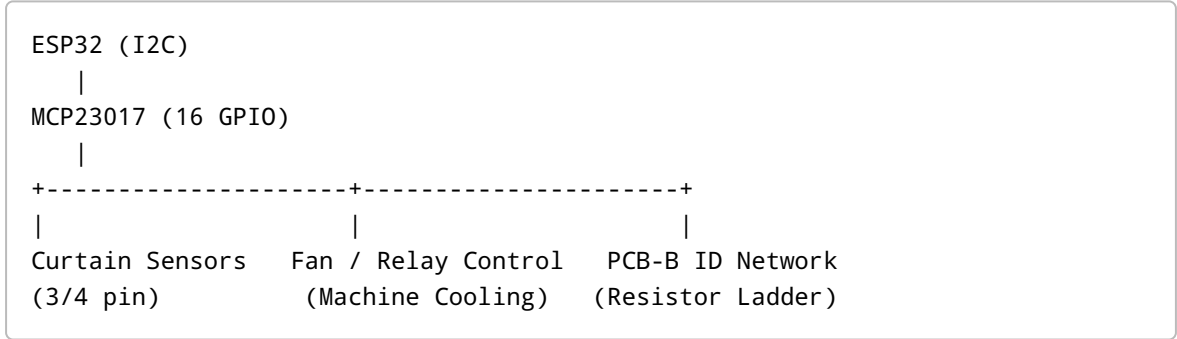 ESP32 (I2C)
|
MCP23017 (16 GPIO)
|
+---------------------+----------------------+
|                     |                      |
Curtain Sensors   Fan / Relay Control   PCB-B ID Network
(3/4 pin)          (Machine Cooling)   (Resistor Ladder)